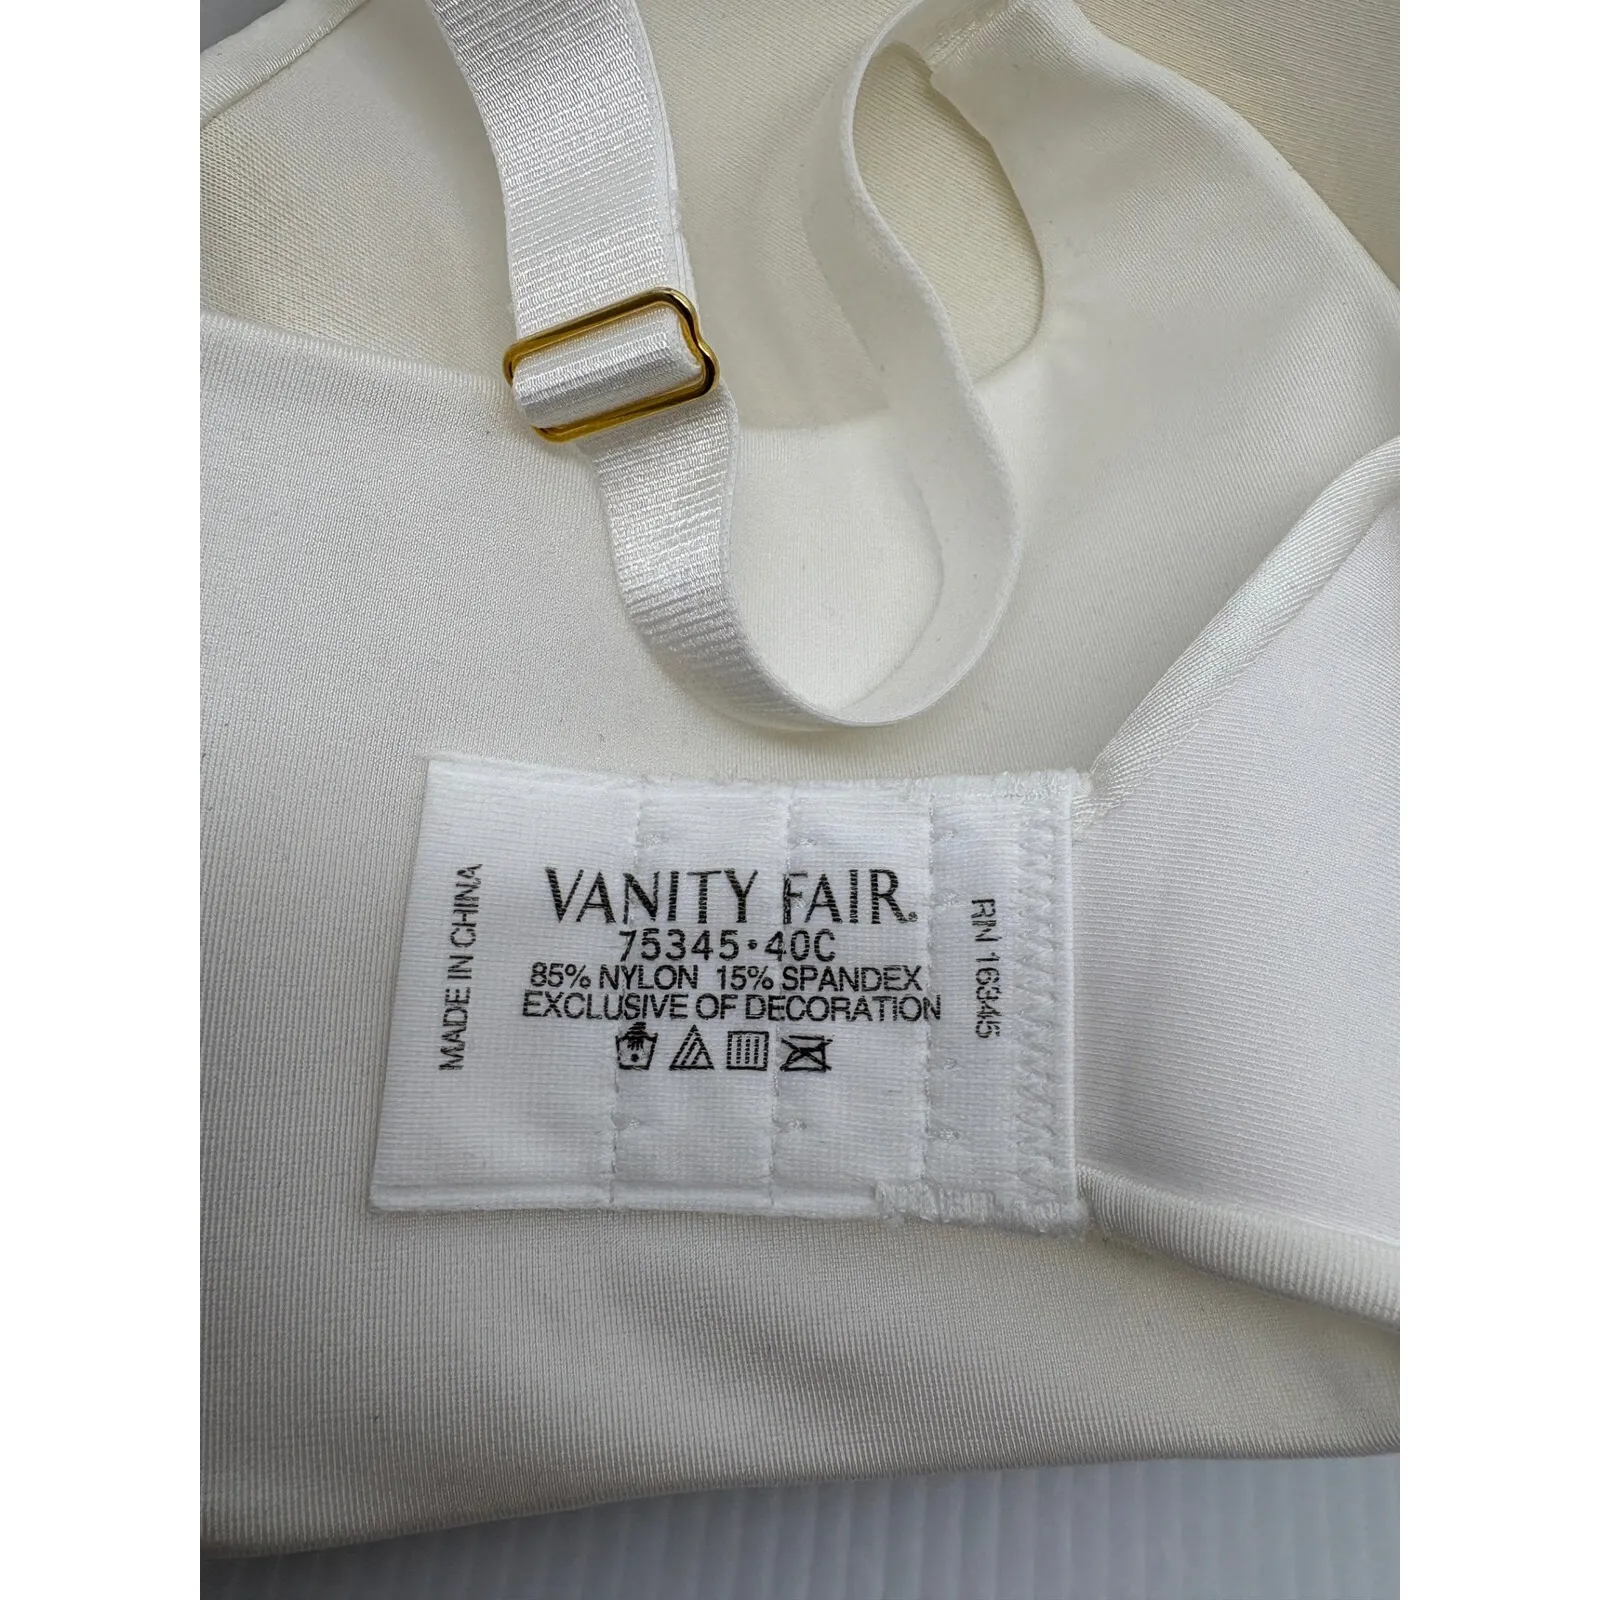 MADE IN CHINA
VANITY FAIR.
75345•40C
85% NYLON 15% SPANDEX
EXCLUSIVE OF DECORATION
RN 16345